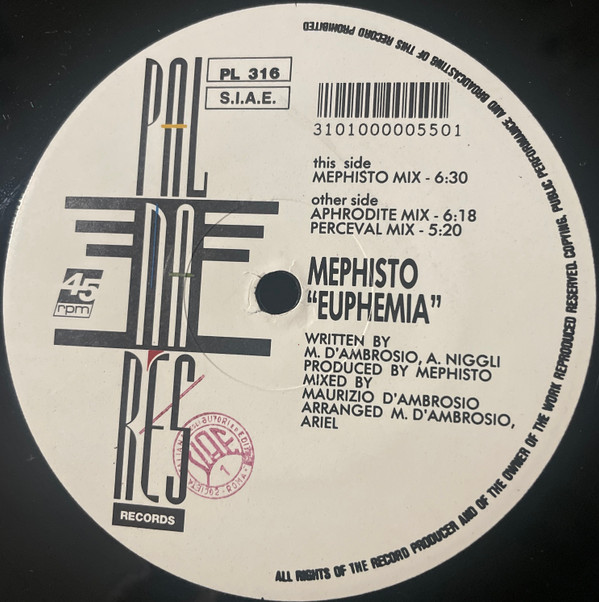 PAL
DA
RES
RECORDS
45
rpm
PL 316
S.I.A.E.
3101000005501
this side
MEPHISTO MIX - 6:30
other side
APHRODITE MIX - 6:18
PERCEVAL MIX - 5:20
MEPHISTO
"EUPHEMIA"
WRITTEN BY
M. D'AMBROSIO, A. NIGGLI
PRODUCED BY MEPHISTO
MIXED BY
MAURIZIO D'AMBROSIO
ARRANGED M. D'AMBROSIO,
ARIEL
ALL RIGHTS OF THE RECORD PRODUCER AND OF THE OWNER OF THE WORK REPRODUCED RESERVED. COPYING, PUBLIC PERFORMANCE AND BROADCASTING OF THIS RECORD PROHIBITED